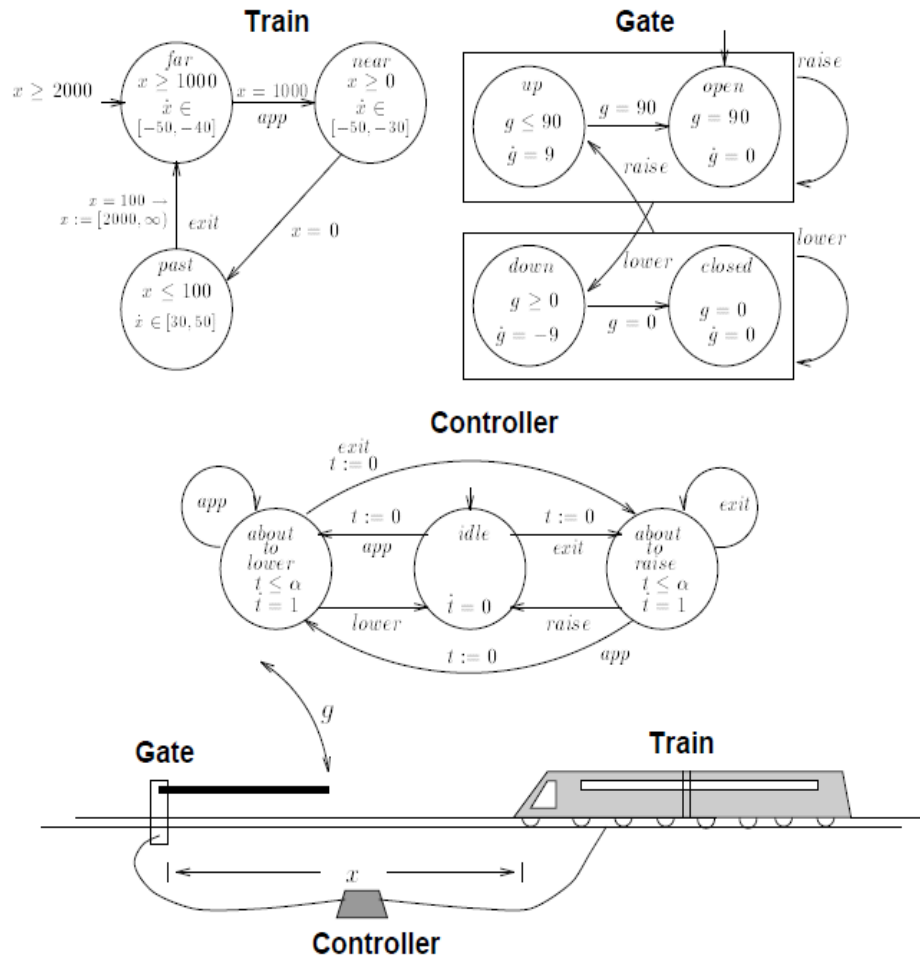 Train
far
x ≥ 1000
ẋ ∈
[−50, −40]
x ≥ 2000
x = 1000
app
near
x ≥ 0
ẋ ∈
[−50, −30]
x = 100 →
x := [2000, ∞)
exit
x = 0
past
x ≤ 100
ẋ ∈ [30, 50]
Gate
up
g ≤ 90
ġ = 9
g = 90
open
g = 90
ġ = 0
raise
raise
lower
down
g ≥ 0
ġ = −9
g = 0
closed
g = 0
ġ = 0
lower
Controller
exit
t := 0
app
about
to
lower
t ≤ α
ṫ = 1
t := 0
app
idle
ṫ = 0
t := 0
exit
about
to
raise
t ≤ α
ṫ = 1
exit
lower
raise
t := 0
app
g
Gate
Train
x
Controller